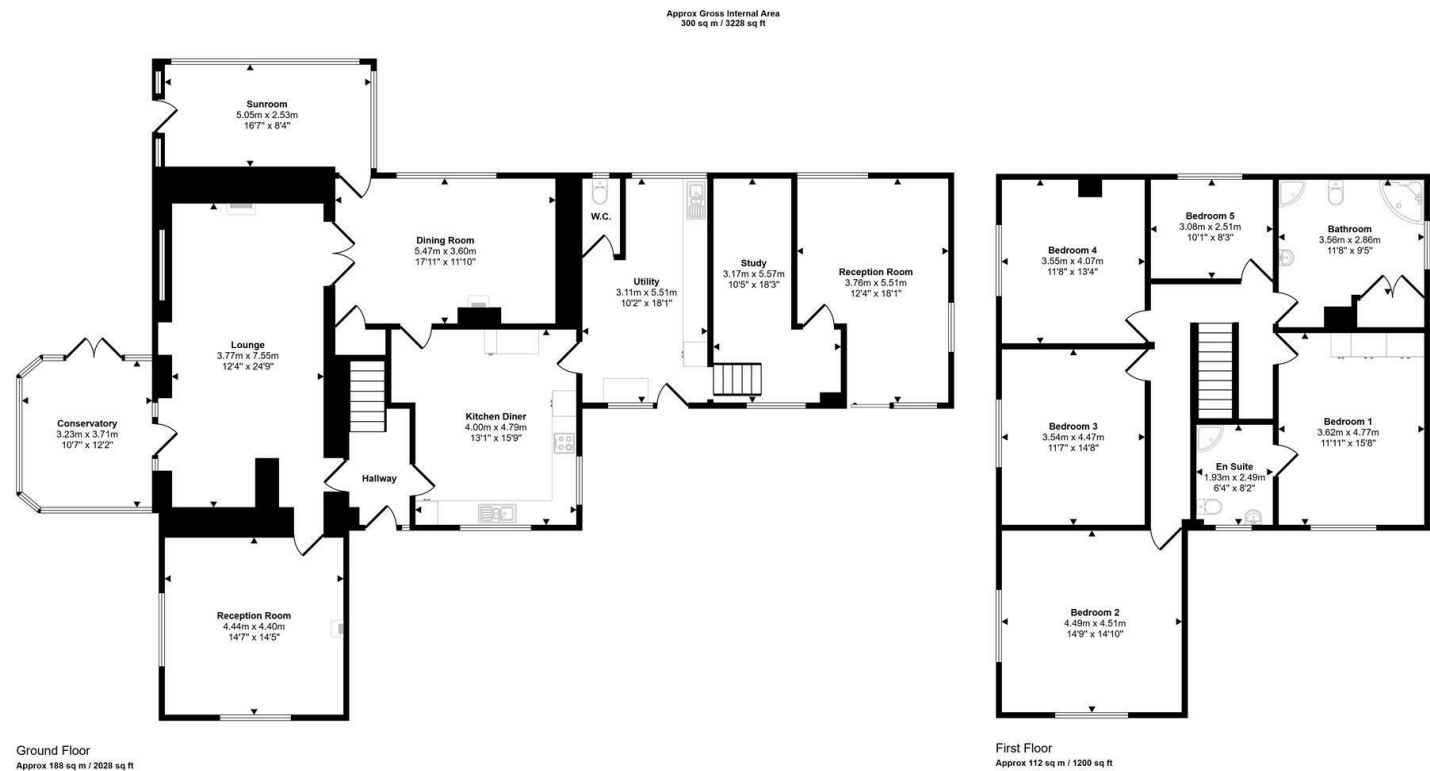 Approx Gross Internal Area
300 sq m / 3228 sq ft
Sunroom
5.05m x 2.53m
16'7" x 8'4"
Dining Room
5.47m x 3.60m
17'11" x 11'10"
W.C.
Utility
3.11m x 5.51m
10'2" x 18'1"
Study
3.17m x 5.57m
10'5" x 18'3"
Reception Room
3.76m x 5.51m
12'4" x 18'1"
Lounge
3.77m x 7.55m
12'4" x 24'9"
Conservatory
3.23m x 3.71m
10'7" x 12'2"
Kitchen Diner
4.00m x 4.79m
13'1" x 15'9"
Hallway
Reception Room
4.44m x 4.40m
14'7" x 14'5"
Ground Floor
Approx 188 sq m / 2028 sq ft
Bedroom 4
3.55m x 4.07m
11'8" x 13'4"
Bedroom 5
3.08m x 2.51m
10'1" x 8'3"
Bathroom
3.56m x 2.86m
11'8" x 9'5"
Bedroom 3
3.54m x 4.47m
11'7" x 14'8"
Bedroom 1
3.62m x 4.77m
11'11" x 15'8"
En Suite
1.93m x 2.49m
6'4" x 8'2"
Bedroom 2
4.49m x 4.51m
14'9" x 14'10"
First Floor
Approx 112 sq m / 1200 sq ft